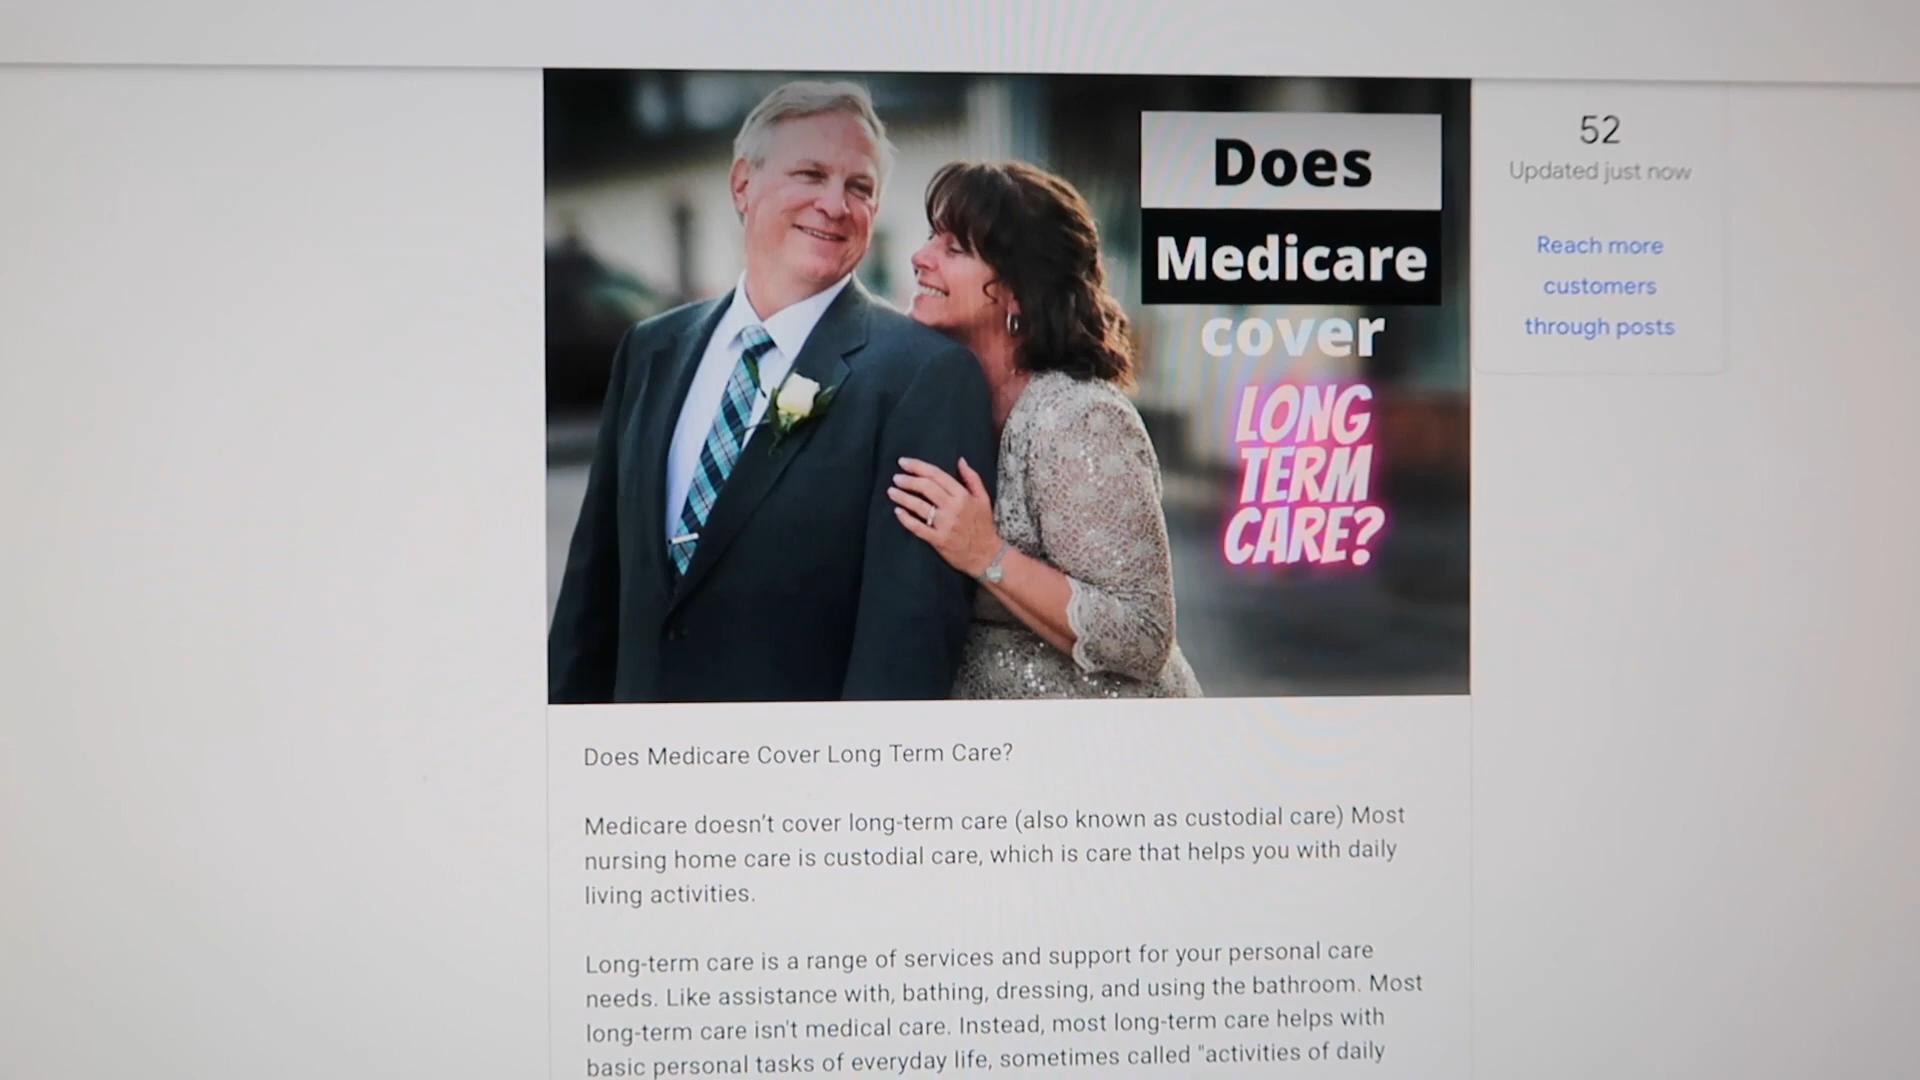 Does
Medicare
cover
LONG
TERM
CARE?
52
Updated just now
Reach more
customers
through posts
Does Medicare Cover Long Term Care?
Medicare doesn't cover long-term care (also known as custodial care) Most
nursing home care is custodial care, which is care that helps you with daily
living activities.
Long-term care is a range of services and support for your personal care
needs. Like assistance with, bathing, dressing, and using the bathroom. Most
long-term care isn't medical care. Instead, most long-term care helps with
basic personal tasks of everyday life, sometimes called "activities of daily